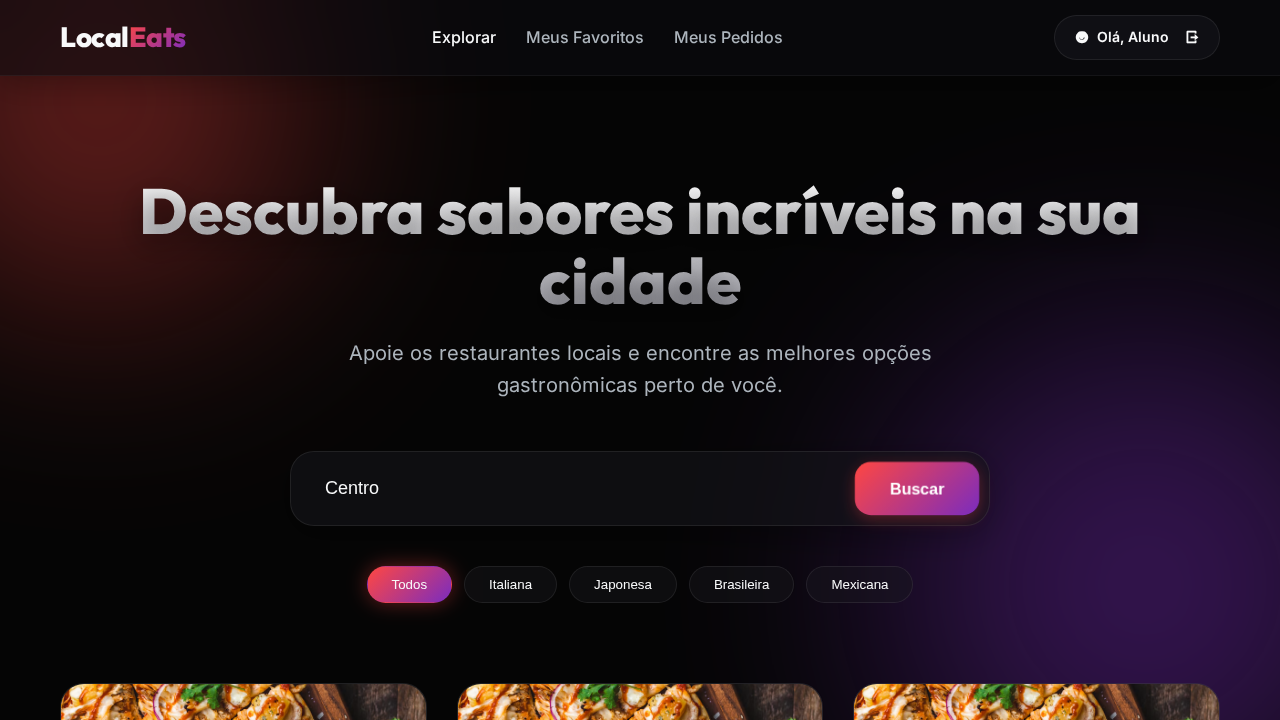 LocalEats
Explorar
Meus Favoritos
Meus Pedidos
Olá, Aluno
Descubra sabores incríveis na sua
cidade
Apoie os restaurantes locais e encontre as melhores opções
gastronômicas perto de você.
Centro
Buscar
Todos
Italiana
Japonesa
Brasileira
Mexicana